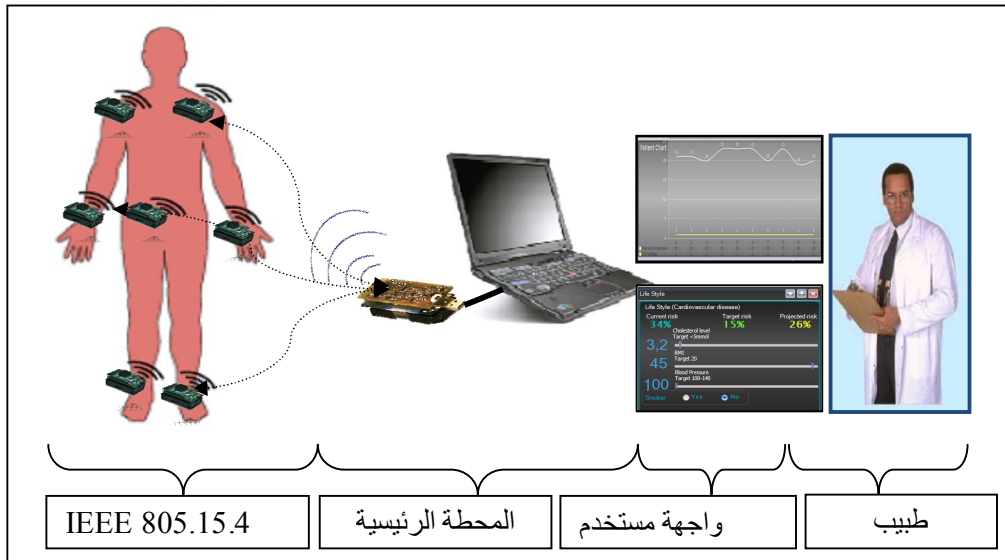 Patient Chart
Life Style
Life Style (Cardiovascular disease)
Current risk Target risk Projected risk
34% 15% 26%
Cholesterol level
Target <5mmol
3,2
BMI
Target 20
45
Blood Pressure
Target 100-140
100
Smoker Yes No
IEEE 805.15.4
المحطة الرئيسية
واجهة مستخدم
طبيب